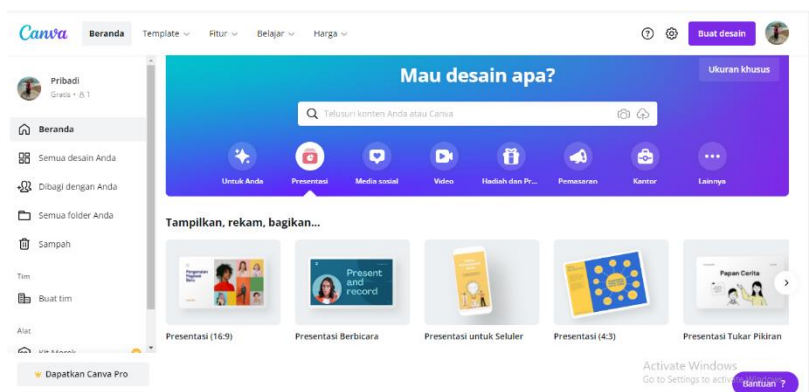 Canva Beranda Template Fitur Belajar Harga Buat desain
Pribadi
Gratis • 1
Beranda
Semua desain Anda
Dibagi dengan Anda
Semua folder Anda
Sampah
Tim
Buat tim
Alat
Kit Merek
Dapatkan Canva Pro
Mau desain apa?
Ukuran khusus
Telusuri konten Anda atau Canva
Untuk Anda Presentasi Media sosial Video Hadiah dan Pr... Pemasaran Kantor Lainnya
Tampilkan, rekam, bagikan...
Present
and
record
Papan Cerita
Presentasi (16:9) Presentasi Berbicara Presentasi untuk Seluler Presentasi (4:3) Presentasi Tukar Pikiran
Activate Windows
Go to Settings to activate Windows.
Bantuan ?